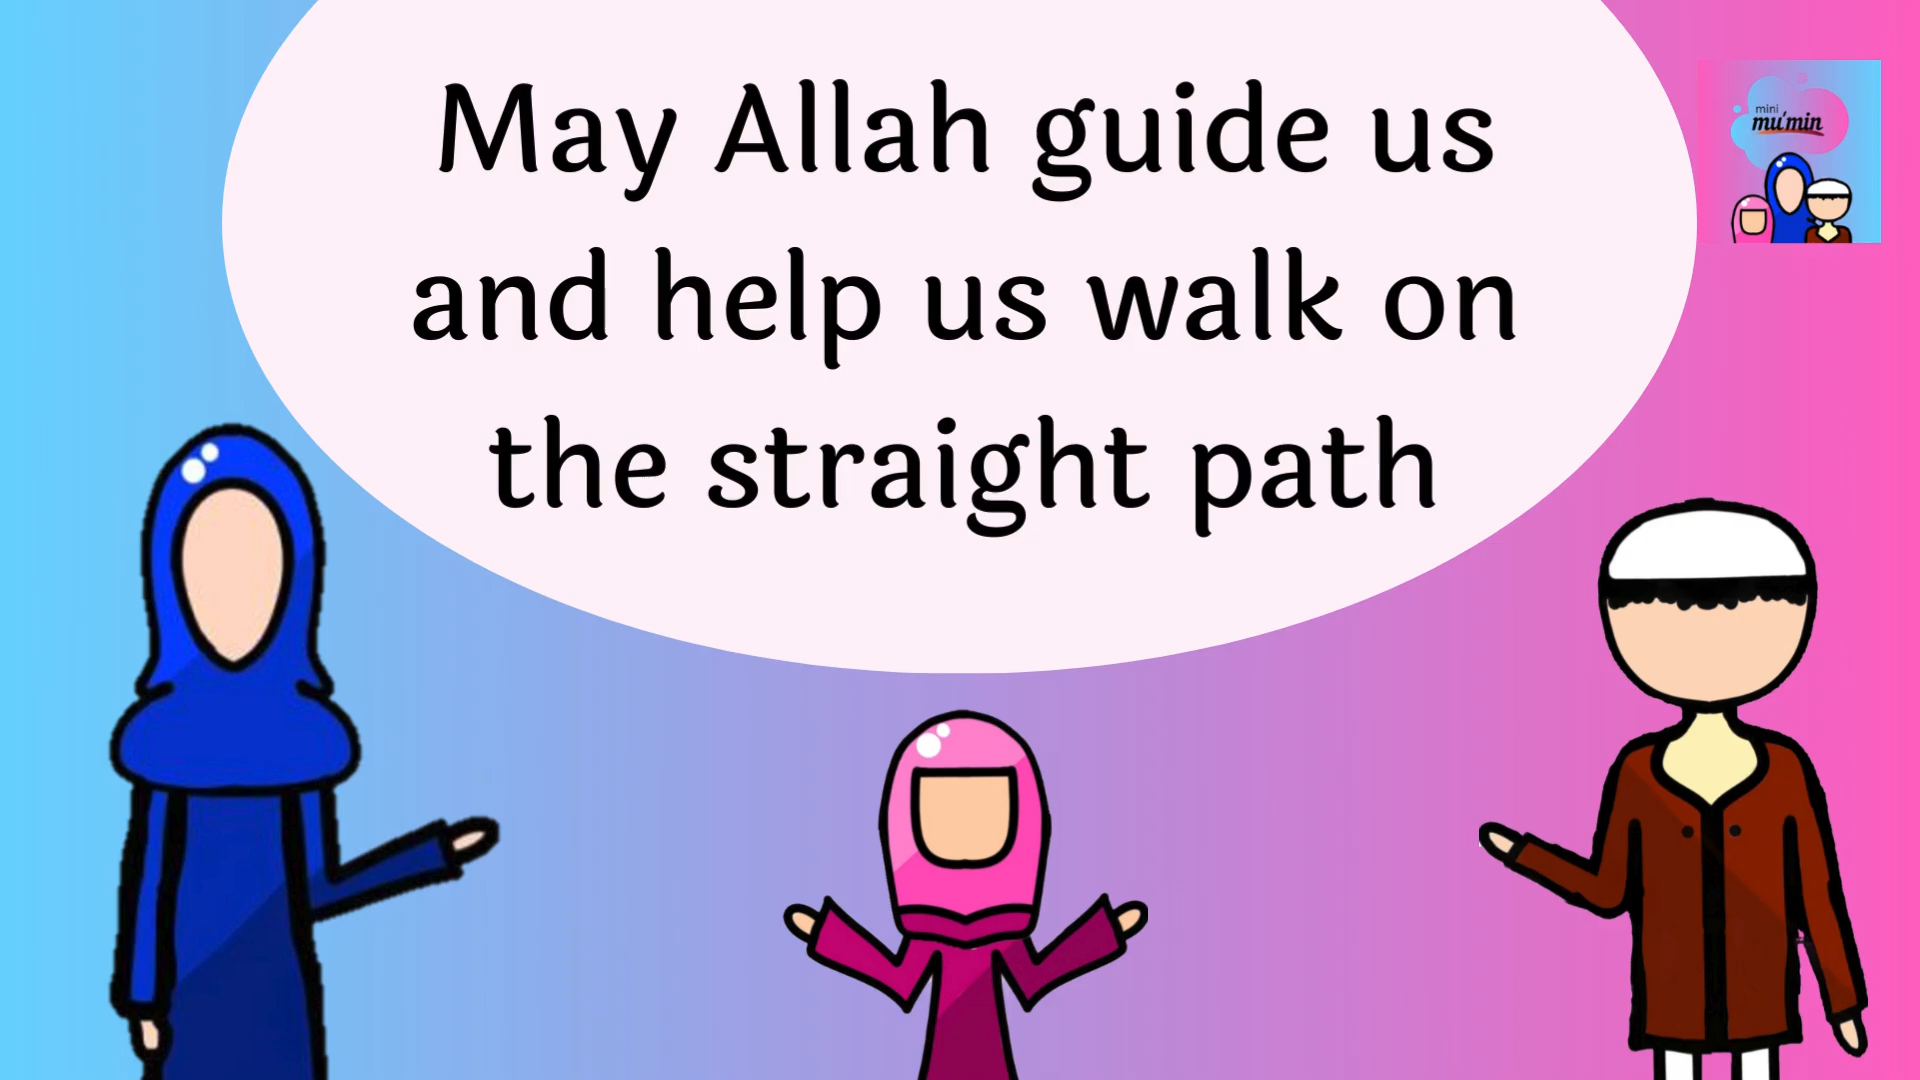 May Allah guide us
and help us walk on
the straight path
mini
mu'min